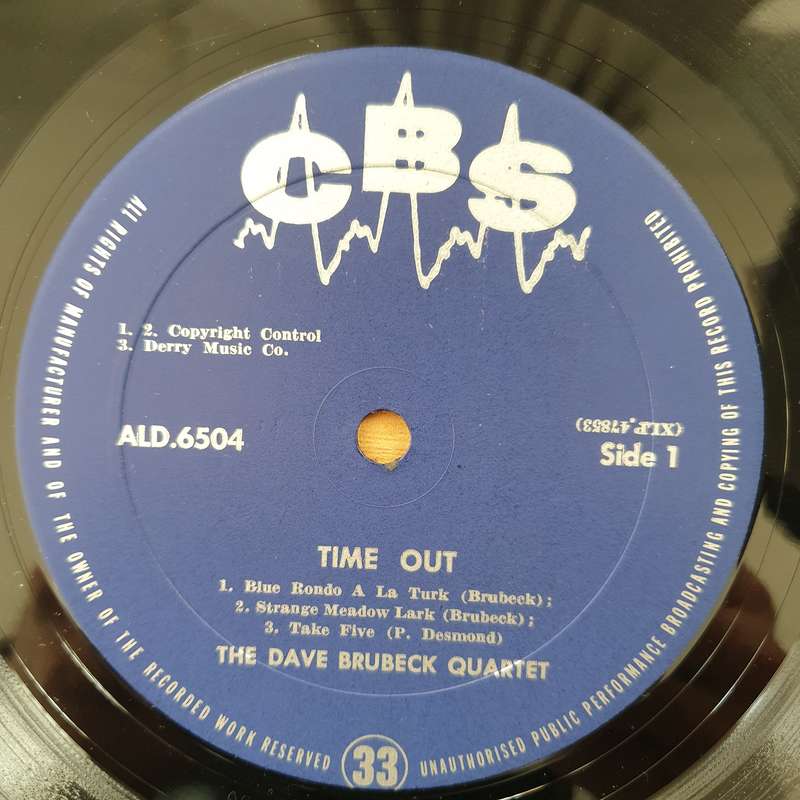 CBS
1. 2. Copyright Control
3. Derry Music Co.
ALD.6504
(XLP.47853)
Side 1
TIME OUT
1. Blue Rondo A La Turk (Brubeck);
2. Strange Meadow Lark (Brubeck);
3. Take Five (P. Desmond)
THE DAVE BRUBECK QUARTET
ALL RIGHTS OF MANUFACTURER AND OF THE OWNER OF THE RECORDED WORK RESERVED
33
UNAUTHORISED PUBLIC PERFORMANCE BROADCASTING AND COPYING OF THIS RECORD PROHIBITED